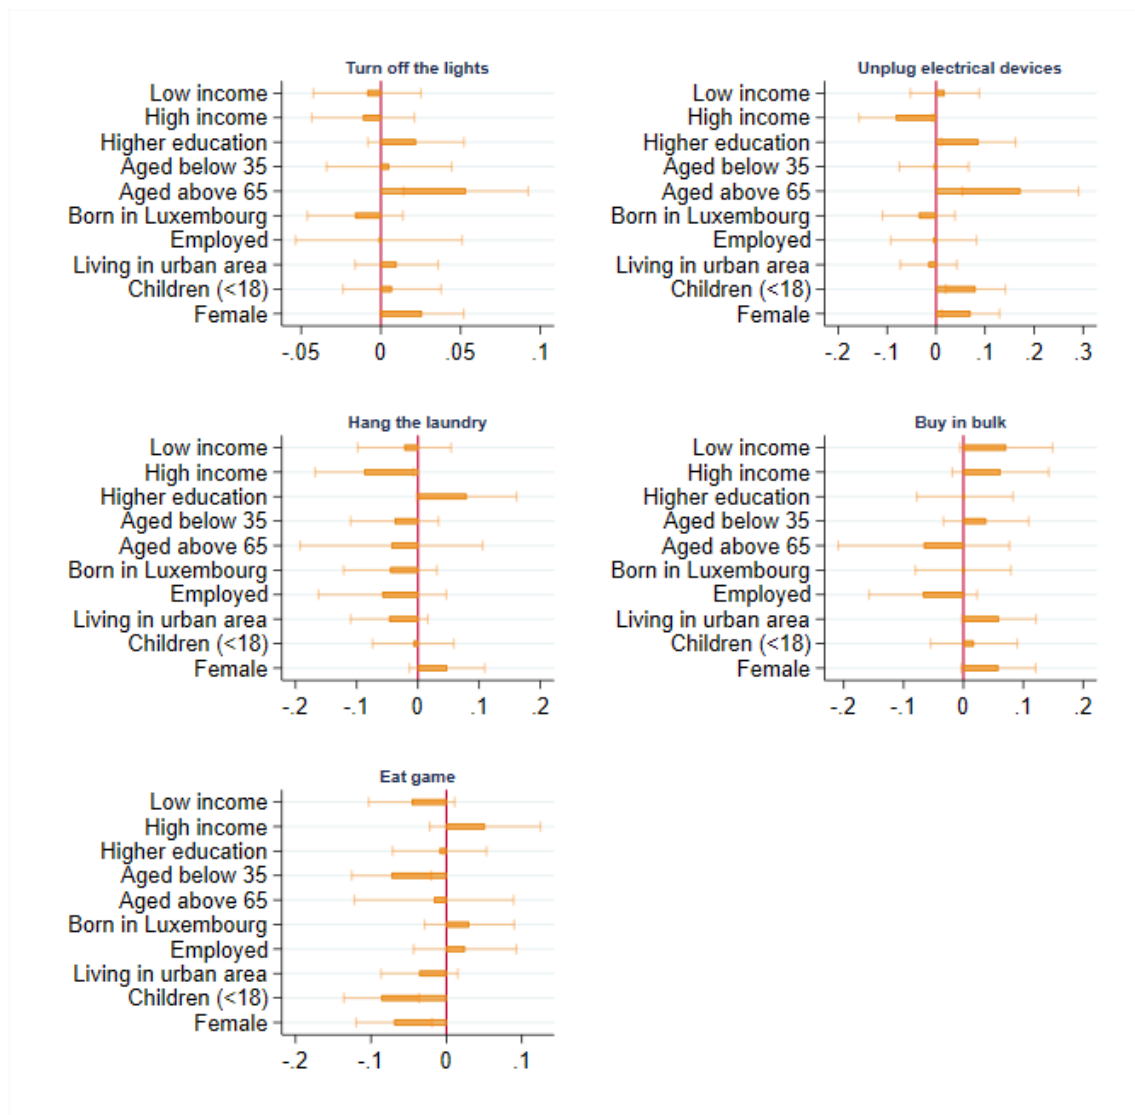 Turn off the lights
Low income
High income
Higher education
Aged below 35
Aged above 65
Born in Luxembourg
Employed
Living in urban area
Children (<18)
Female
-.05 0 .05 .1
Unplug electrical devices
Low income
High income
Higher education
Aged below 35
Aged above 65
Born in Luxembourg
Employed
Living in urban area
Children (<18)
Female
-.2 -.1 0 .1 .2 .3
Hang the laundry
Low income
High income
Higher education
Aged below 35
Aged above 65
Born in Luxembourg
Employed
Living in urban area
Children (<18)
Female
-.2 -.1 0 .1 .2
Buy in bulk
Low income
High income
Higher education
Aged below 35
Aged above 65
Born in Luxembourg
Employed
Living in urban area
Children (<18)
Female
-.2 -.1 0 .1 .2
Eat game
Low income
High income
Higher education
Aged below 35
Aged above 65
Born in Luxembourg
Employed
Living in urban area
Children (<18)
Female
-.2 -.1 0 .1